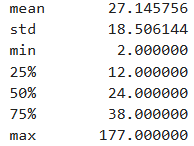 mean 27.145756
std 18.506144
min 2.000000
25% 12.000000
50% 24.000000
75% 38.000000
max 177.000000